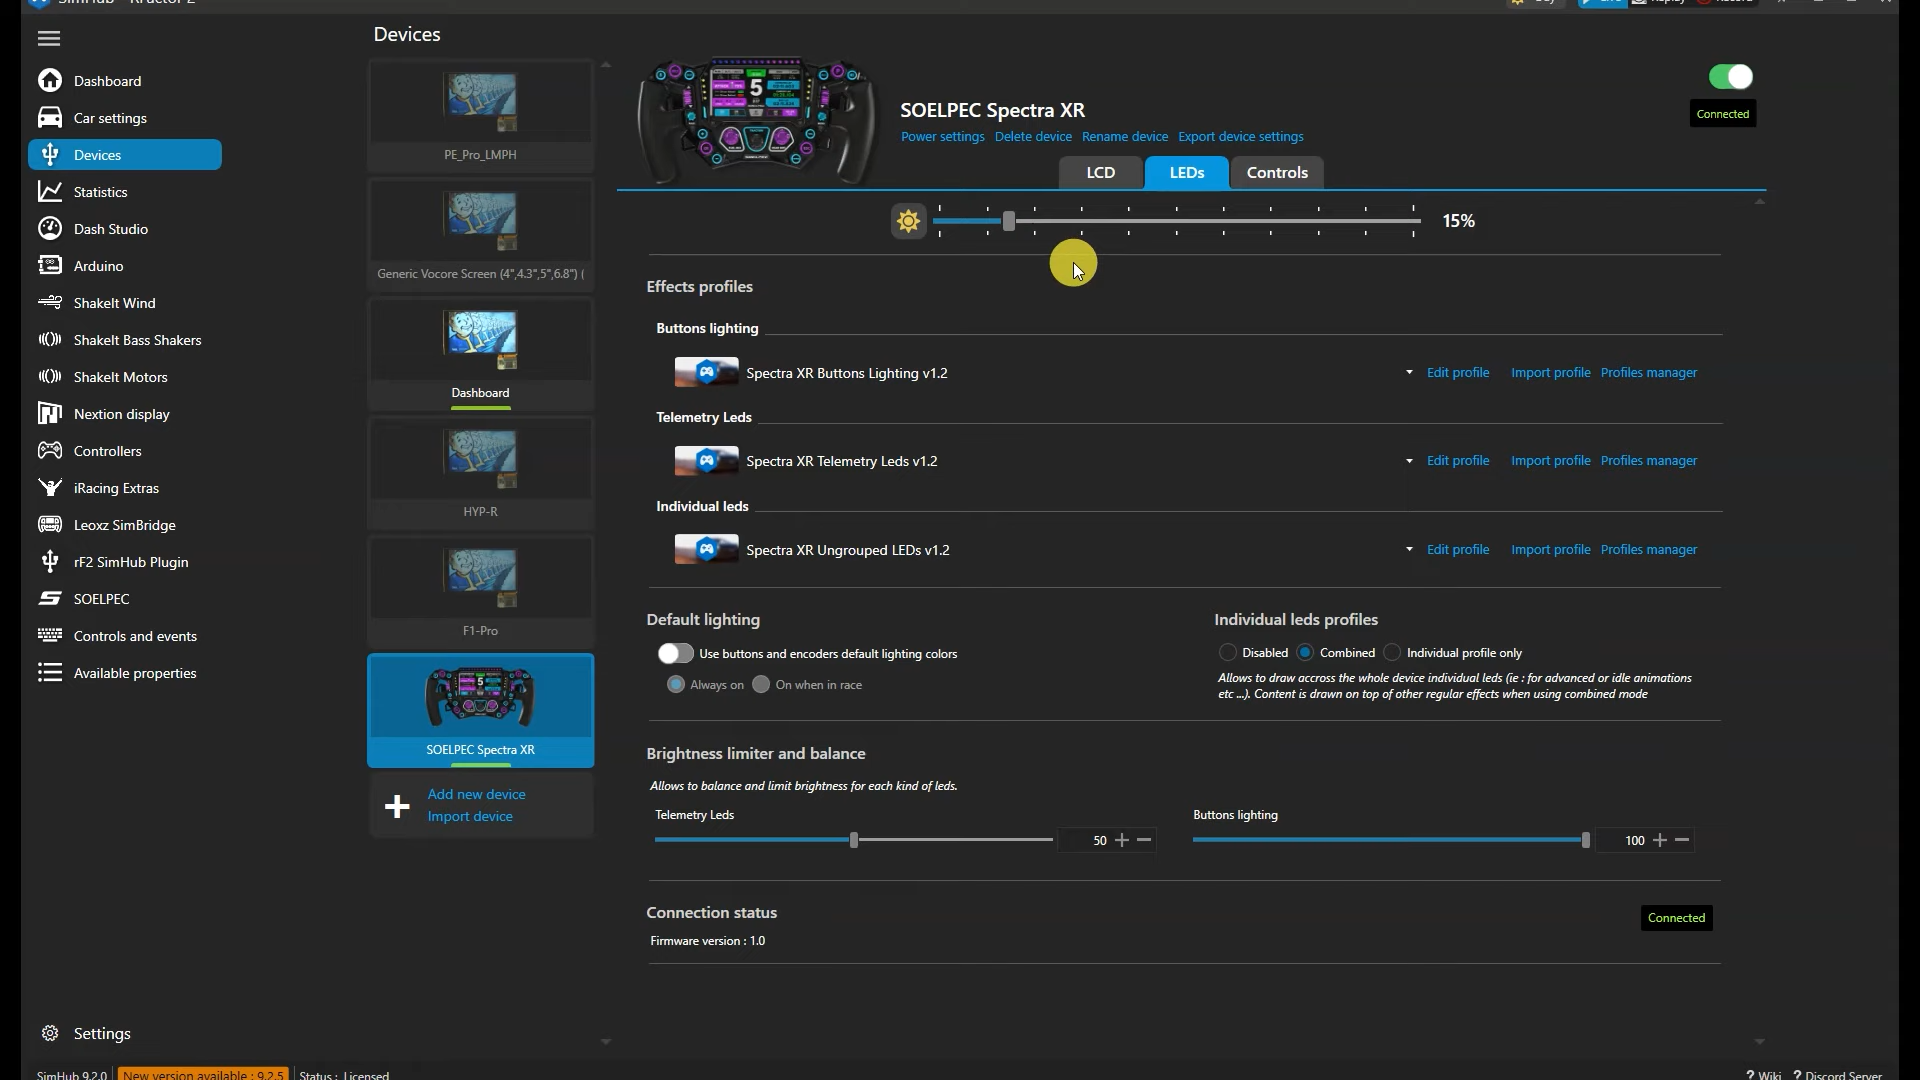 SimHub - RFactor2
Devices
Dashboard
Car settings
Devices
Statistics
Dash Studio
Arduino
ShakeIt Wind
ShakeIt Bass Shakers
ShakeIt Motors
Nextion display
Controllers
iRacing Extras
Leoxz SimBridge
rF2 SimHub Plugin
SOELPEC
Controls and events
Available properties
Settings
PE_Pro_LMPH
Generic Vocore Screen (4",4.3",5",6.8") (
Dashboard
HYP-R
F1-Pro
SOELPEC Spectra XR
Add new device
Import device
SOELPEC Spectra XR
Power settings Delete device Rename device Export device settings
Connected
LCD LEDs Controls
15%
Effects profiles
Buttons lighting
Spectra XR Buttons Lighting v1.2 Edit profile Import profile Profiles manager
Telemetry Leds
Spectra XR Telemetry Leds v1.2 Edit profile Import profile Profiles manager
Individual leds
Spectra XR Ungrouped LEDs v1.2 Edit profile Import profile Profiles manager
Default lighting
Use buttons and encoders default lighting colors
Always on On when in race
Individual leds profiles
Disabled Combined Individual profile only
Allows to draw accross the whole device individual leds (ie : for advanced or idle animations
etc ...). Content is drawn on top of other regular effects when using combined mode
Brightness limiter and balance
Allows to balance and limit brightness for each kind of leds.
Telemetry Leds
50
Buttons lighting
100
Connection status
Connected
Firmware version : 1.0
SimHub 9.2.0 New version available : 9.2.5 Status : Licensed
? Wiki ? Discord Server